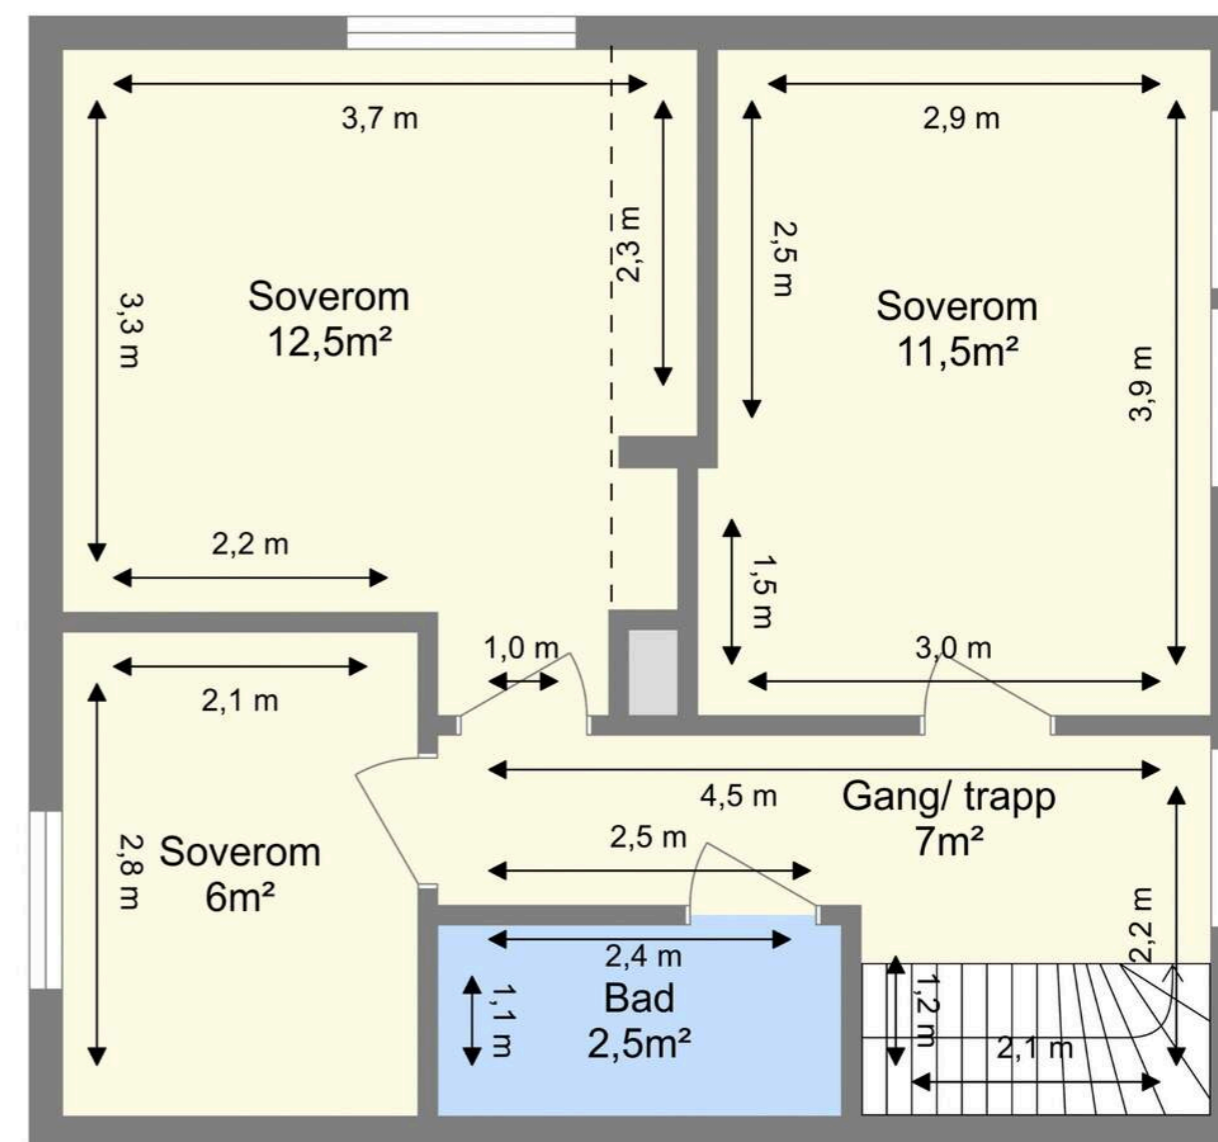 3,7 m
2,9 m
2,3 m
2,5 m
3,3 m
Soverom
12,5m²
Soverom
11,5m²
3,9 m
2,2 m
1,5 m
1,0 m
3,0 m
2,1 m
4,5 m
Gang/ trapp
7m²
2,5 m
2,8 m
Soverom
6m²
2,2 m
2,4 m
1,1 m
Bad
2,5m²
1,2 m
2,1 m